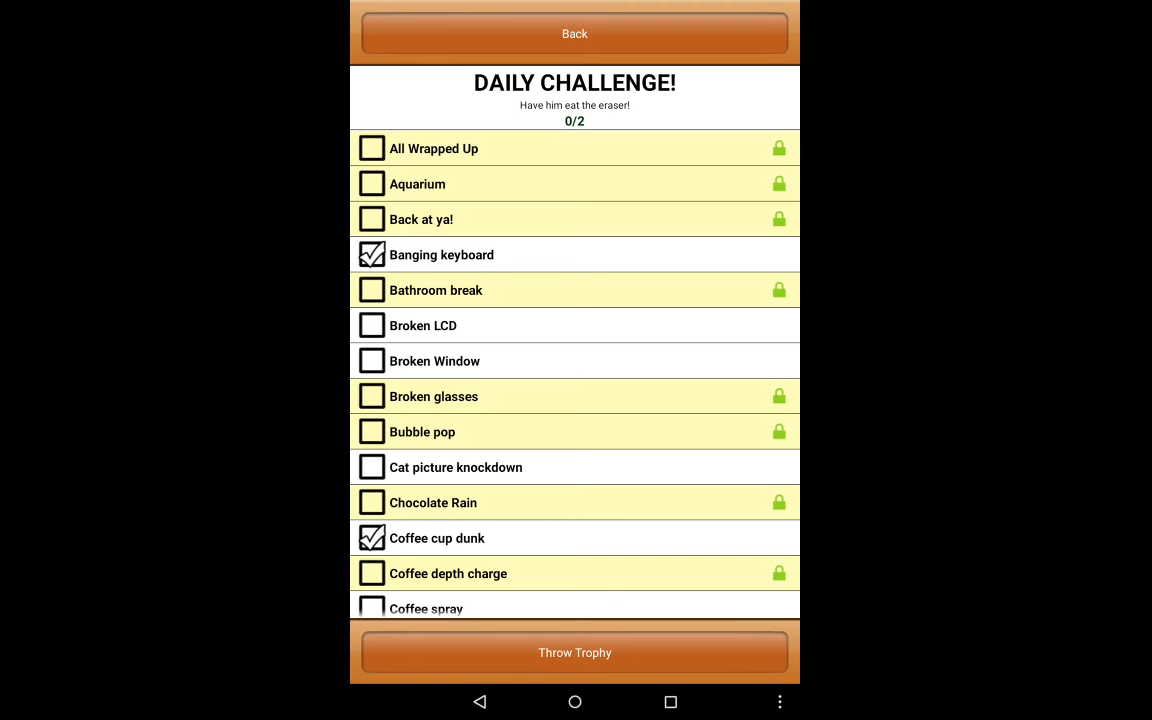 Back
DAILY CHALLENGE!
Have him eat the eraser!
0/2
All Wrapped Up
Aquarium
Back at ya!
Banging keyboard
Bathroom break
Broken LCD
Broken Window
Broken glasses
Bubble pop
Cat picture knockdown
Chocolate Rain
Coffee cup dunk
Coffee depth charge
Coffee spray
Throw Trophy